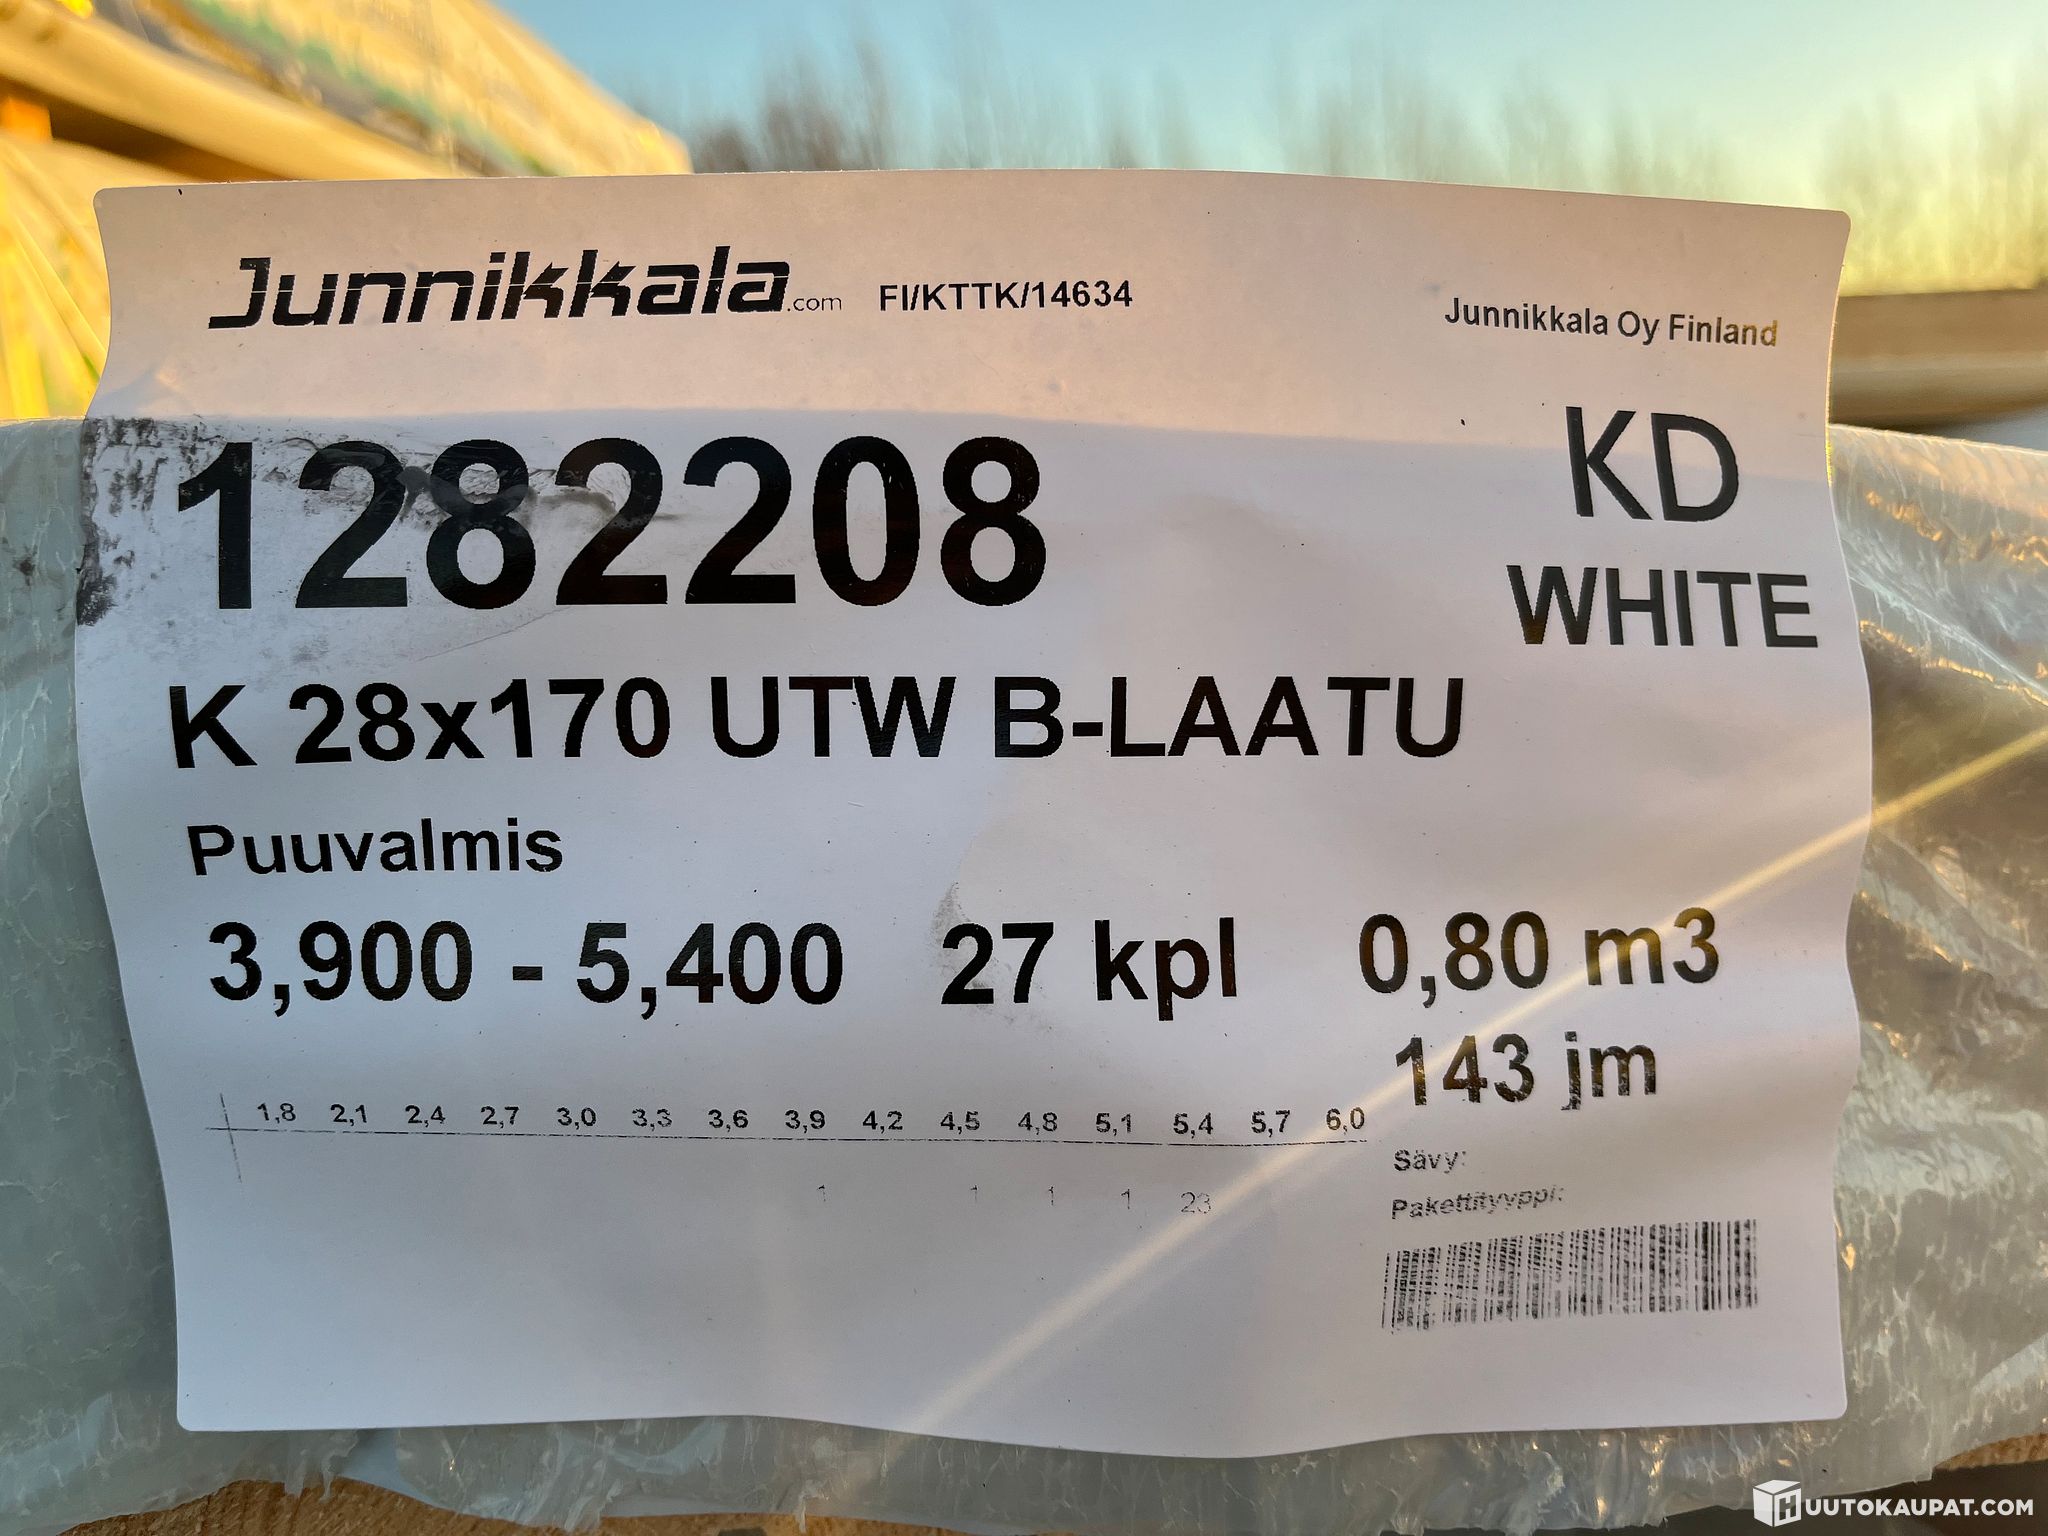 Junnikkala.com FI/KTTK/14634 Junnikkala Oy Finland
1282208 KD
WHITE
K 28x170 UTW B-LAATU
Puuvalmis
3,900 - 5,400 27 kpl 0,80 m3
143 jm
1,8 2,1 2,4 2,7 3,0 3,3 3,6 3,9 4,2 4,5 4,8 5,1 5,4 5,7 6,0
1 1 1 1 23
Sävy:
Pakettityyppi:
HUUTOKAUPAT.COM